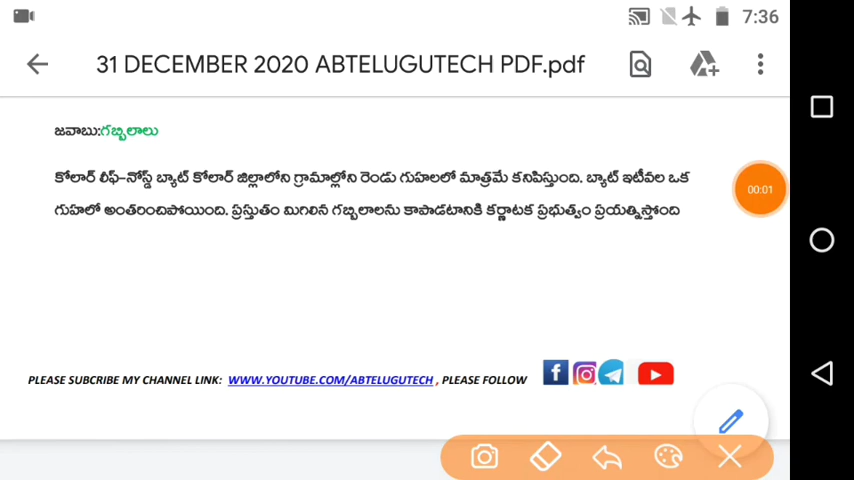 7:36
31 DECEMBER 2020 ABTELUGUTECH PDF.pdf
జవాబు:గబ్బిలాలు
కోలార్ లీఫ్-నోస్డ్ బ్యాట్ కోలార్ జిల్లాలోని గ్రామాల్లోని రెండు గుహలలో మాత్రమే కనిపిస్తుంది. బ్యాట్ ఇటీవల ఒక
గుహలో అంతరించిపోయింది. ప్రస్తుతం మిగిలిన గబ్బిలాలను కాపాడటానికి కర్ణాటక ప్రభుత్వం ప్రయత్నిస్తోంది
00:01
PLEASE SUBCRIBE MY CHANNEL LINK: WWW.YOUTUBE.COM/ABTELUGUTECH , PLEASE FOLLOW